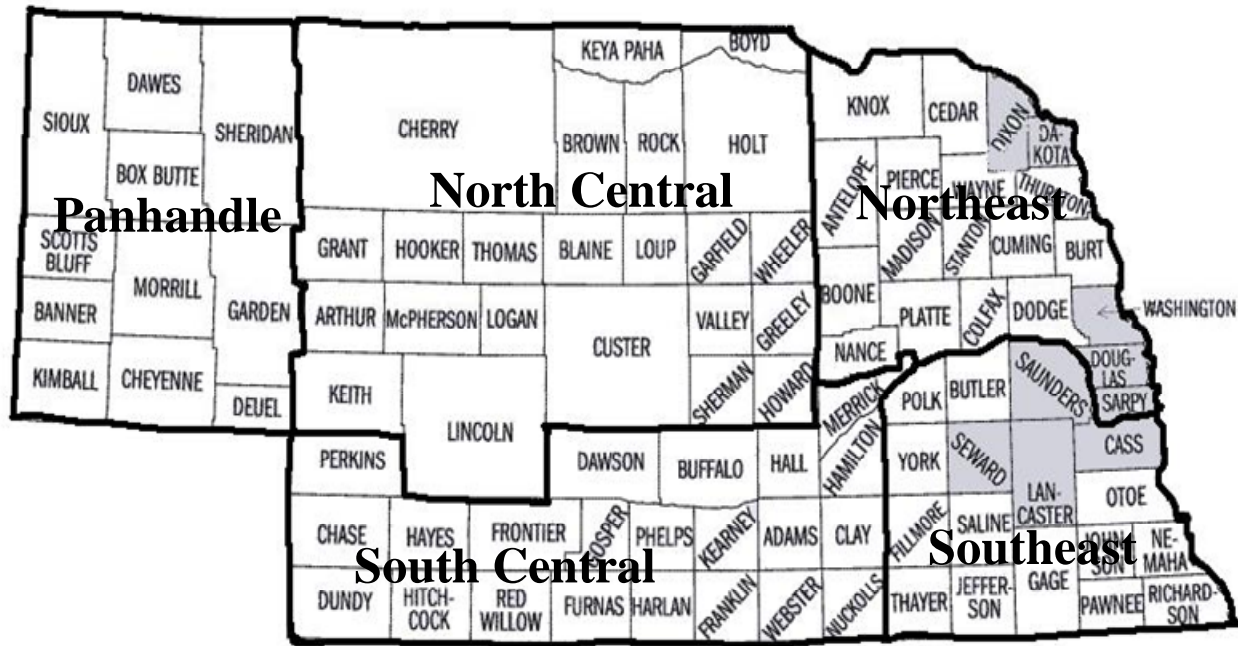 KEYA PAHA
BOYD
DAWES
SIOUX
SHERIDAN
CHERRY
BROWN
ROCK
HOLT
KNOX
CEDAR
DIXON
DA-
KOTA
BOX BUTTE
ANTELOPE
PIERCE
WAYNE
THURSTON
Panhandle
North Central
Northeast
SCOTTS
BLUFF
GRANT
HOOKER
THOMAS
BLAINE
LOUP
GARFIELD
WHEELER
MADISON
STANTON
CUMING
BURT
MORRILL
BANNER
GARDEN
ARTHUR
McPHERSON
LOGAN
CUSTER
VALLEY
GREELEY
BOONE
PLATTE
COLFAX
DODGE
WASHINGTON
KIMBALL
CHEYENNE
DEUEL
KEITH
LINCOLN
SHERMAN
HOWARD
NANCE
MERRICK
POLK
BUTLER
SAUNDERS
DOUG-
LAS
SARPY
PERKINS
DAWSON
BUFFALO
HALL
HAMILTON
YORK
SEWARD
LAN-
CASTER
CASS
OTOE
CHASE
HAYES
FRONTIER
GOSPER
PHELPS
KEARNEY
ADAMS
CLAY
FILLMORE
SALINE
JOHN-
SON
NE-
MAHA
South Central
Southeast
DUNDY
HITCH-
COCK
RED
WILLOW
FURNAS
HARLAN
FRANKLIN
WEBSTER
NUCKOLLS
THAYER
JEFFER-
SON
GAGE
PAWNEE
RICHARD-
SON